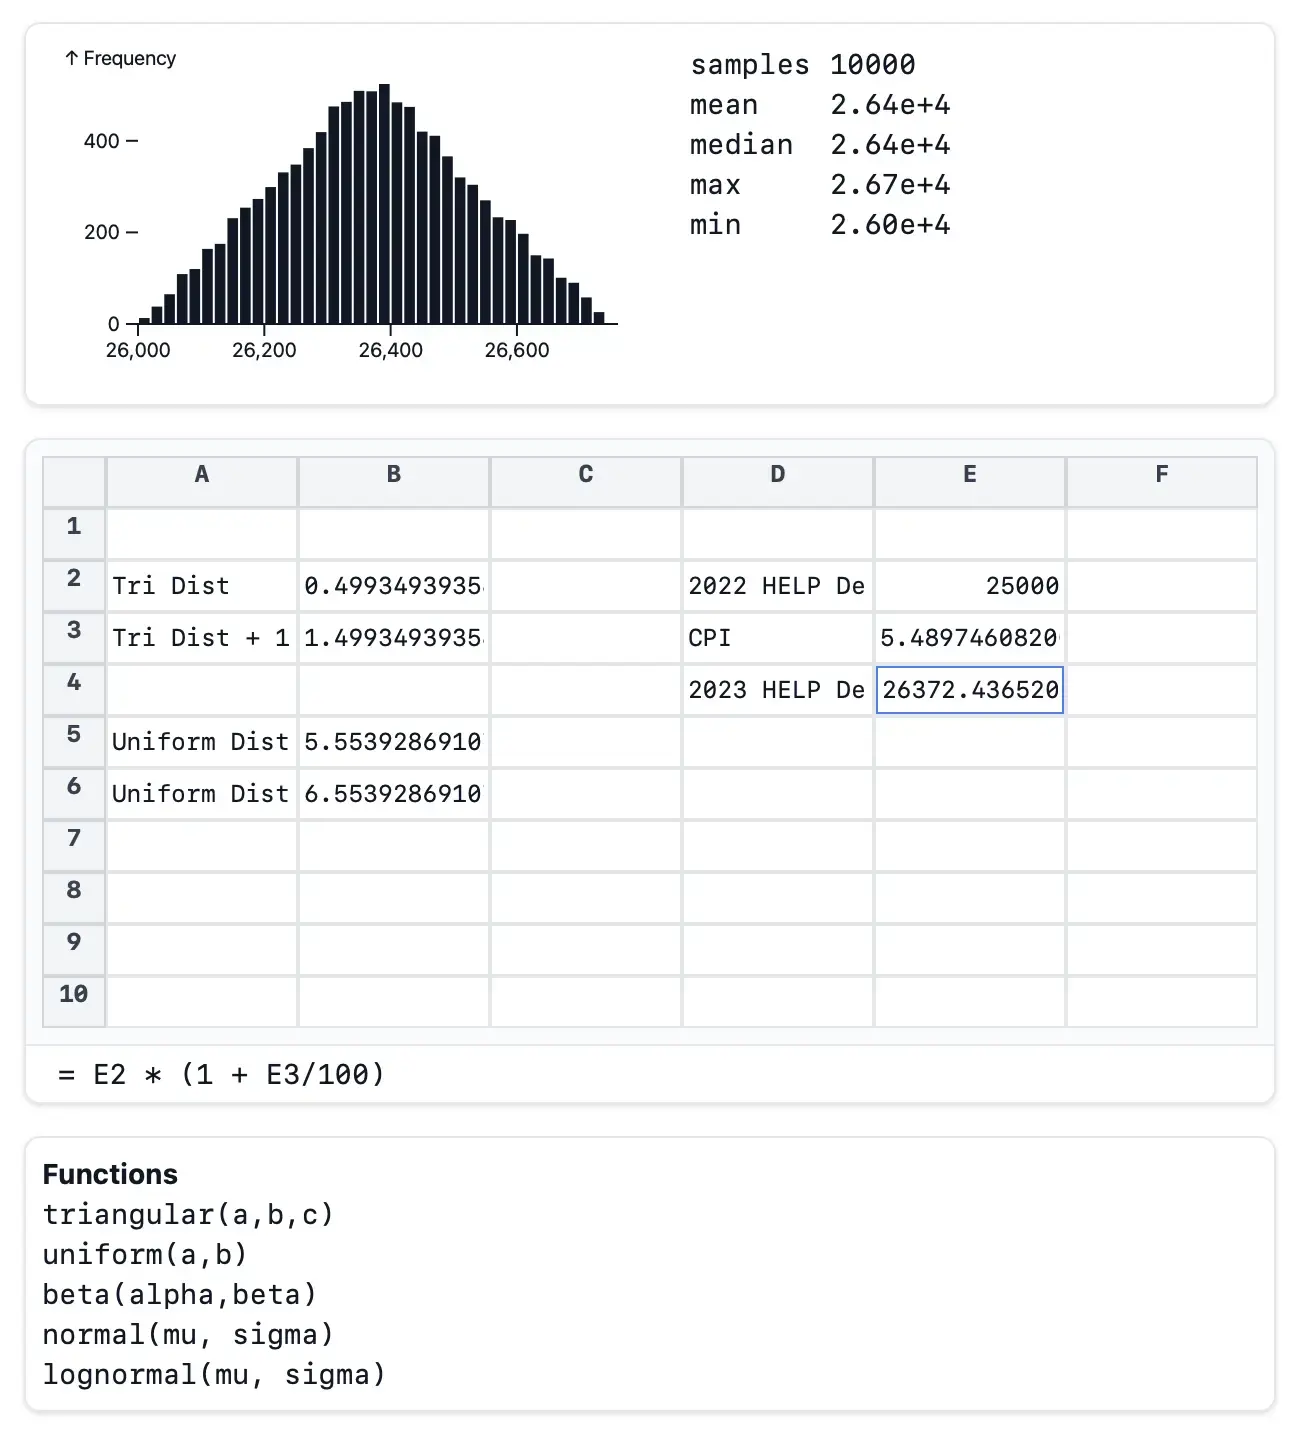 ↑ Frequency
400
200
0
26,000 26,200 26,400 26,600
samples 10000
mean 2.64e+4
median 2.64e+4
max 2.67e+4
min 2.60e+4
A B C D E F
1
2 Tri Dist 0.4993493935 2022 HELP De 25000
3 Tri Dist + 1 1.4993493935 CPI 5.4897460820
4 2023 HELP De 26372.436520
5 Uniform Dist 5.5539286910
6 Uniform Dist 6.5539286910
7
8
9
10
= E2 * (1 + E3/100)
Functions
triangular(a,b,c)
uniform(a,b)
beta(alpha,beta)
normal(mu, sigma)
lognormal(mu, sigma)